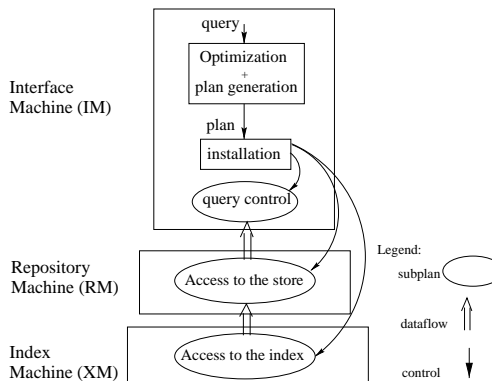 query
Optimization
+
plan generation
Interface
Machine (IM)
plan
installation
query control
Legend:
subplan
Repository
Machine (RM)
Access to the store
dataflow
Index
Machine (XM)
Access to the index
control